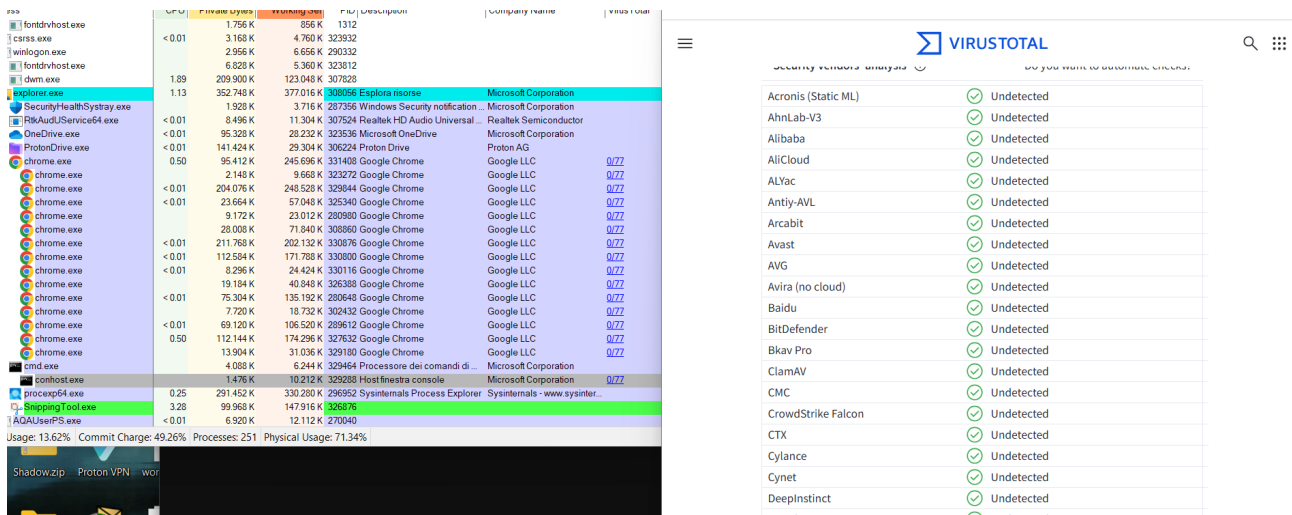 CPU Private Bytes Working Set PID Description Company Name VirusTotal
fontdrvhost.exe 1.756 K 856 K 1312
csrss.exe < 0.01 3.168 K 4.760 K 323932
winlogon.exe 2.956 K 6.656 K 290332
fontdrvhost.exe 6.828 K 5.360 K 323812
dwm.exe 1.89 209.900 K 123.048 K 307828
explorer.exe 1.13 352.748 K 377.016 K 308056 Esplora risorse Microsoft Corporation
SecurityHealthSystray.exe 1.928 K 3.716 K 287356 Windows Security notification ... Microsoft Corporation
RtkAudUService64.exe < 0.01 8.496 K 11.304 K 307524 Realtek HD Audio Universal ... Realtek Semiconductor
OneDrive.exe < 0.01 95.328 K 28.232 K 323536 Microsoft OneDrive Microsoft Corporation
ProtonDrive.exe < 0.01 141.424 K 29.304 K 306224 Proton Drive Proton AG
chrome.exe 0.50 95.412 K 245.696 K 331408 Google Chrome Google LLC 0/77
chrome.exe 2.148 K 9.668 K 323272 Google Chrome Google LLC 0/77
chrome.exe < 0.01 204.076 K 248.528 K 329844 Google Chrome Google LLC 0/77
chrome.exe < 0.01 23.664 K 57.048 K 325340 Google Chrome Google LLC 0/77
chrome.exe 9.172 K 23.012 K 280980 Google Chrome Google LLC 0/77
chrome.exe 28.008 K 71.840 K 308860 Google Chrome Google LLC 0/77
chrome.exe < 0.01 211.768 K 202.132 K 330876 Google Chrome Google LLC 0/77
chrome.exe < 0.01 112.584 K 171.788 K 330800 Google Chrome Google LLC 0/77
chrome.exe < 0.01 8.296 K 24.424 K 330116 Google Chrome Google LLC 0/77
chrome.exe 19.184 K 40.848 K 326388 Google Chrome Google LLC 0/77
chrome.exe < 0.01 75.304 K 135.192 K 280648 Google Chrome Google LLC 0/77
chrome.exe 7.720 K 18.732 K 302432 Google Chrome Google LLC 0/77
chrome.exe < 0.01 69.120 K 106.520 K 289612 Google Chrome Google LLC 0/77
chrome.exe 0.50 112.144 K 174.296 K 327632 Google Chrome Google LLC 0/77
chrome.exe 13.904 K 31.036 K 329180 Google Chrome Google LLC 0/77
cmd.exe 4.088 K 6.244 K 329464 Processore dei comandi di ... Microsoft Corporation
conhost.exe 1.476 K 10.212 K 329288 Host finestra console Microsoft Corporation 0/77
procexp64.exe 0.25 291.452 K 330.280 K 296952 Sysinternals Process Explorer Sysinternals - www.sysinter...
SnippingTool.exe 3.28 99.968 K 147.916 K 326876
AQAUserPS.exe < 0.01 6.920 K 12.112 K 270040
Usage: 13.62% Commit Charge: 49.26% Processes: 251 Physical Usage: 71.34%
Shadow.zip Proton VPN wor
VIRUSTOTAL
Security vendors' analysis Do you want to automate checks?
Acronis (Static ML) Undetected
AhnLab-V3 Undetected
Alibaba Undetected
AliCloud Undetected
ALYac Undetected
Antiy-AVL Undetected
Arcabit Undetected
Avast Undetected
AVG Undetected
Avira (no cloud) Undetected
Baidu Undetected
BitDefender Undetected
Bkav Pro Undetected
ClamAV Undetected
CMC Undetected
CrowdStrike Falcon Undetected
CTX Undetected
Cylance Undetected
Cynet Undetected
DeepInstinct Undetected